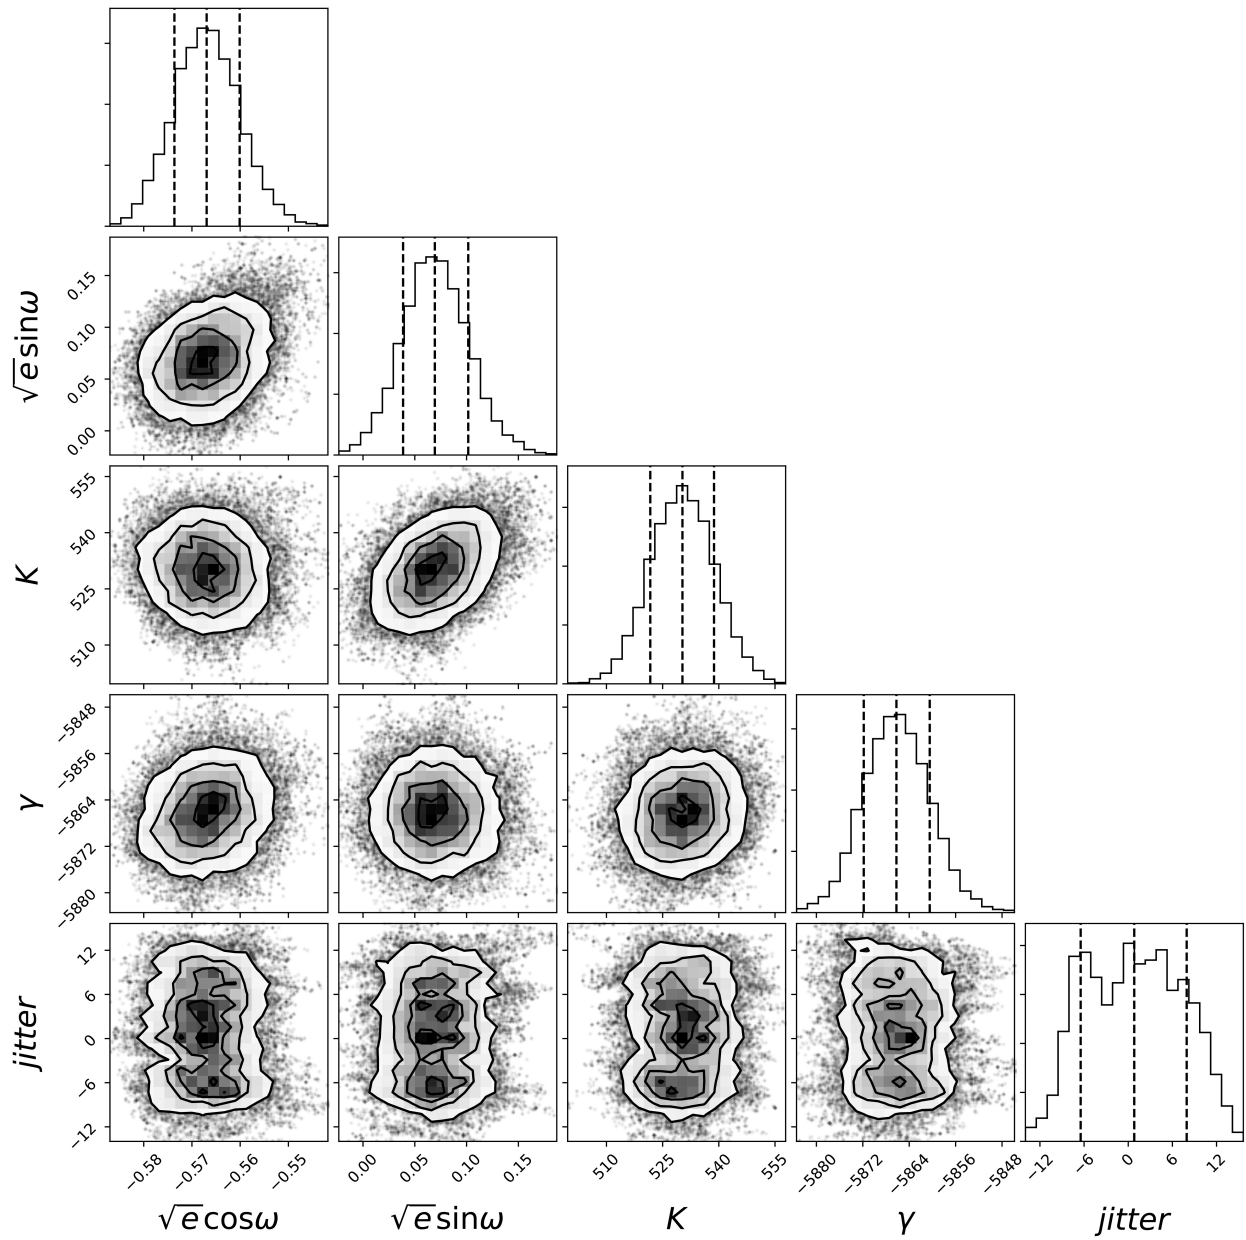 √e sinω
0.15
0.10
0.05
0.00
K
555
540
525
510
γ
−5848
−5856
−5864
−5872
−5880
jitter
12
6
0
−6
−12
−0.58 −0.57 −0.56 −0.55
0.00 0.05 0.10 0.15
510 525 540 555
−5880 −5872 −5864 −5856 −5848
−12 −6 0 6 12
√e cosω
√e sinω
K
γ
jitter